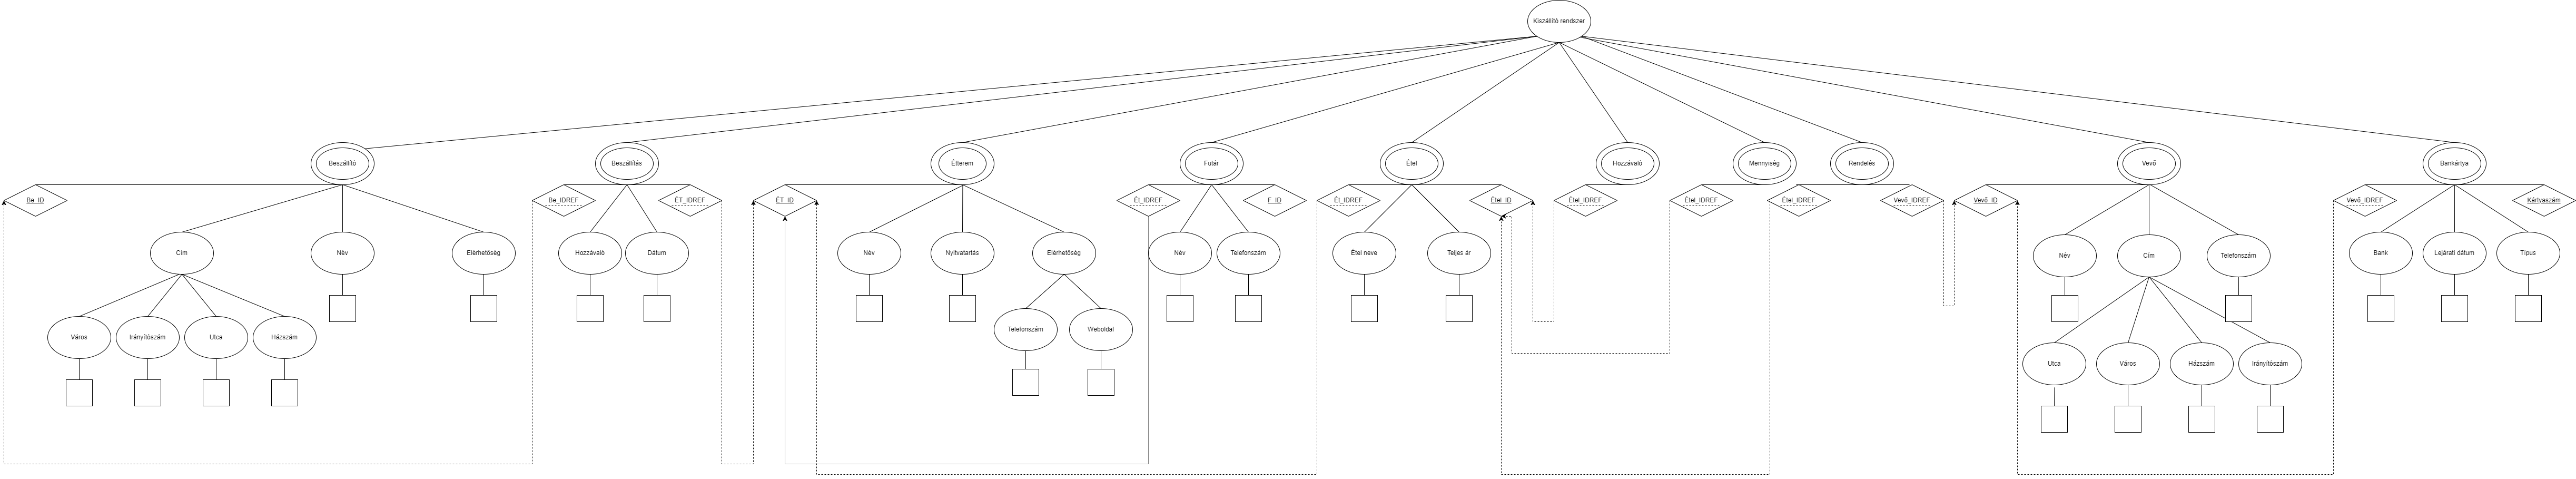 Kiszállító rendszer
Beszállító
Beszállítás
Étterem
Futár
Étel
Hozzávaló
Mennyiség
Rendelés
Vevő
Bankártya
Be_ID
Be_IDREF
ÉT_IDREF
ÉT_ID
Ét_IDREF
F_ID
Ét_IDREF
Étel_ID
Étel_IDREF
Étel_IDREF
Étel_IDREF
Vevő_IDREF
Vevő_ID
Vevő_IDREF
Kártyaszám
Cím
Név
Elérhetőség
Hozzávaló
Dátum
Név
Nyitvatartás
Elérhetőség
Név
Telefonszám
Étel neve
Teljes ár
Név
Cím
Telefonszám
Bank
Lejárati dátum
Típus
Város
Irányítószám
Utca
Házszám
Telefonszám
Weboldal
Utca
Város
Házszám
Irányítószám